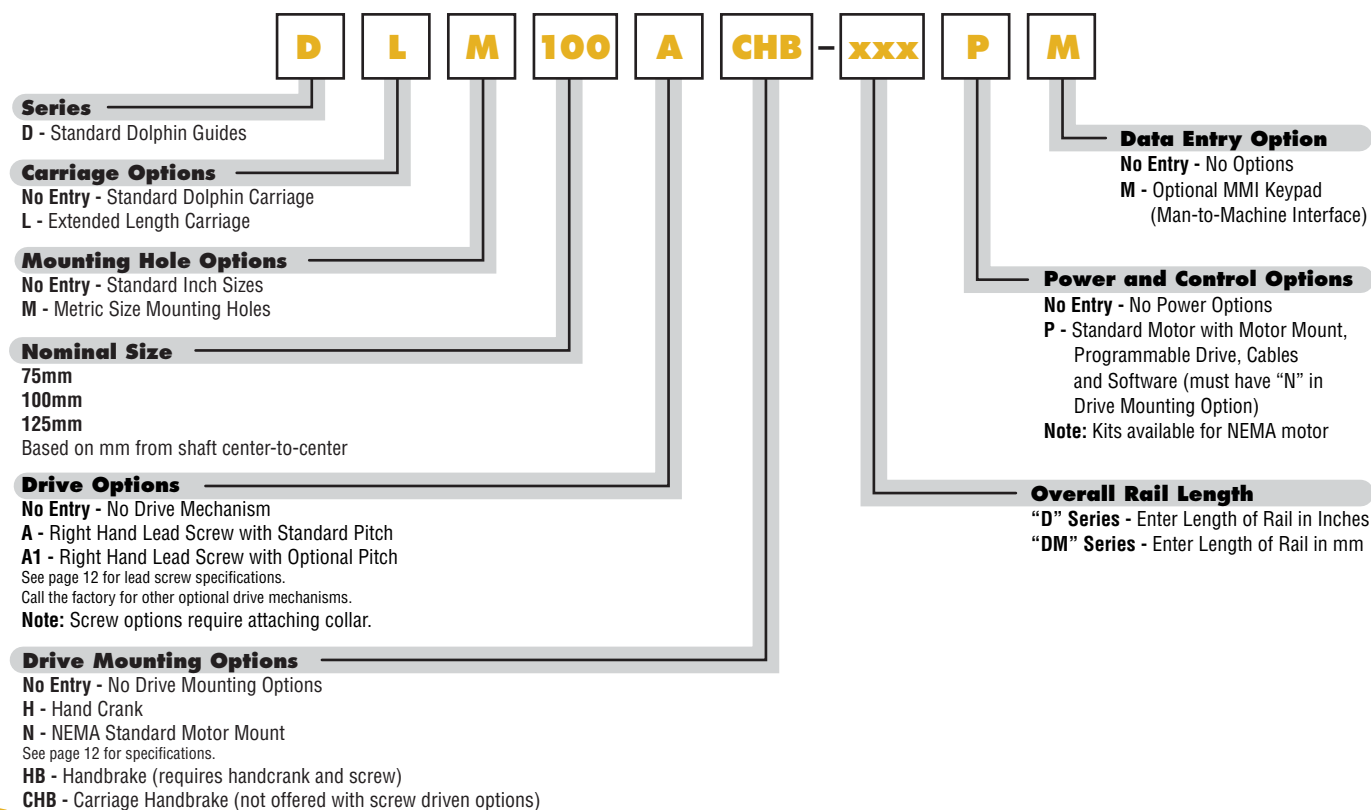 D L M 100 A CHB – xxx P M
Series
D - Standard Dolphin Guides
Carriage Options
No Entry - Standard Dolphin Carriage
L - Extended Length Carriage
Mounting Hole Options
No Entry - Standard Inch Sizes
M - Metric Size Mounting Holes
Nominal Size
75mm
100mm
125mm
Based on mm from shaft center-to-center
Drive Options
No Entry - No Drive Mechanism
A - Right Hand Lead Screw with Standard Pitch
A1 - Right Hand Lead Screw with Optional Pitch
See page 12 for lead screw specifications.
Call the factory for other optional drive mechanisms.
Note: Screw options require attaching collar.
Drive Mounting Options
No Entry - No Drive Mounting Options
H - Hand Crank
N - NEMA Standard Motor Mount
See page 12 for specifications.
HB - Handbrake (requires handcrank and screw)
CHB - Carriage Handbrake (not offered with screw driven options)
Data Entry Option
No Entry - No Options
M - Optional MMI Keypad
(Man-to-Machine Interface)
Power and Control Options
No Entry - No Power Options
P - Standard Motor with Motor Mount,
Programmable Drive, Cables
and Software (must have “N” in
Drive Mounting Option)
Note: Kits available for NEMA motor
Overall Rail Length
“D” Series - Enter Length of Rail in Inches
“DM” Series - Enter Length of Rail in mm